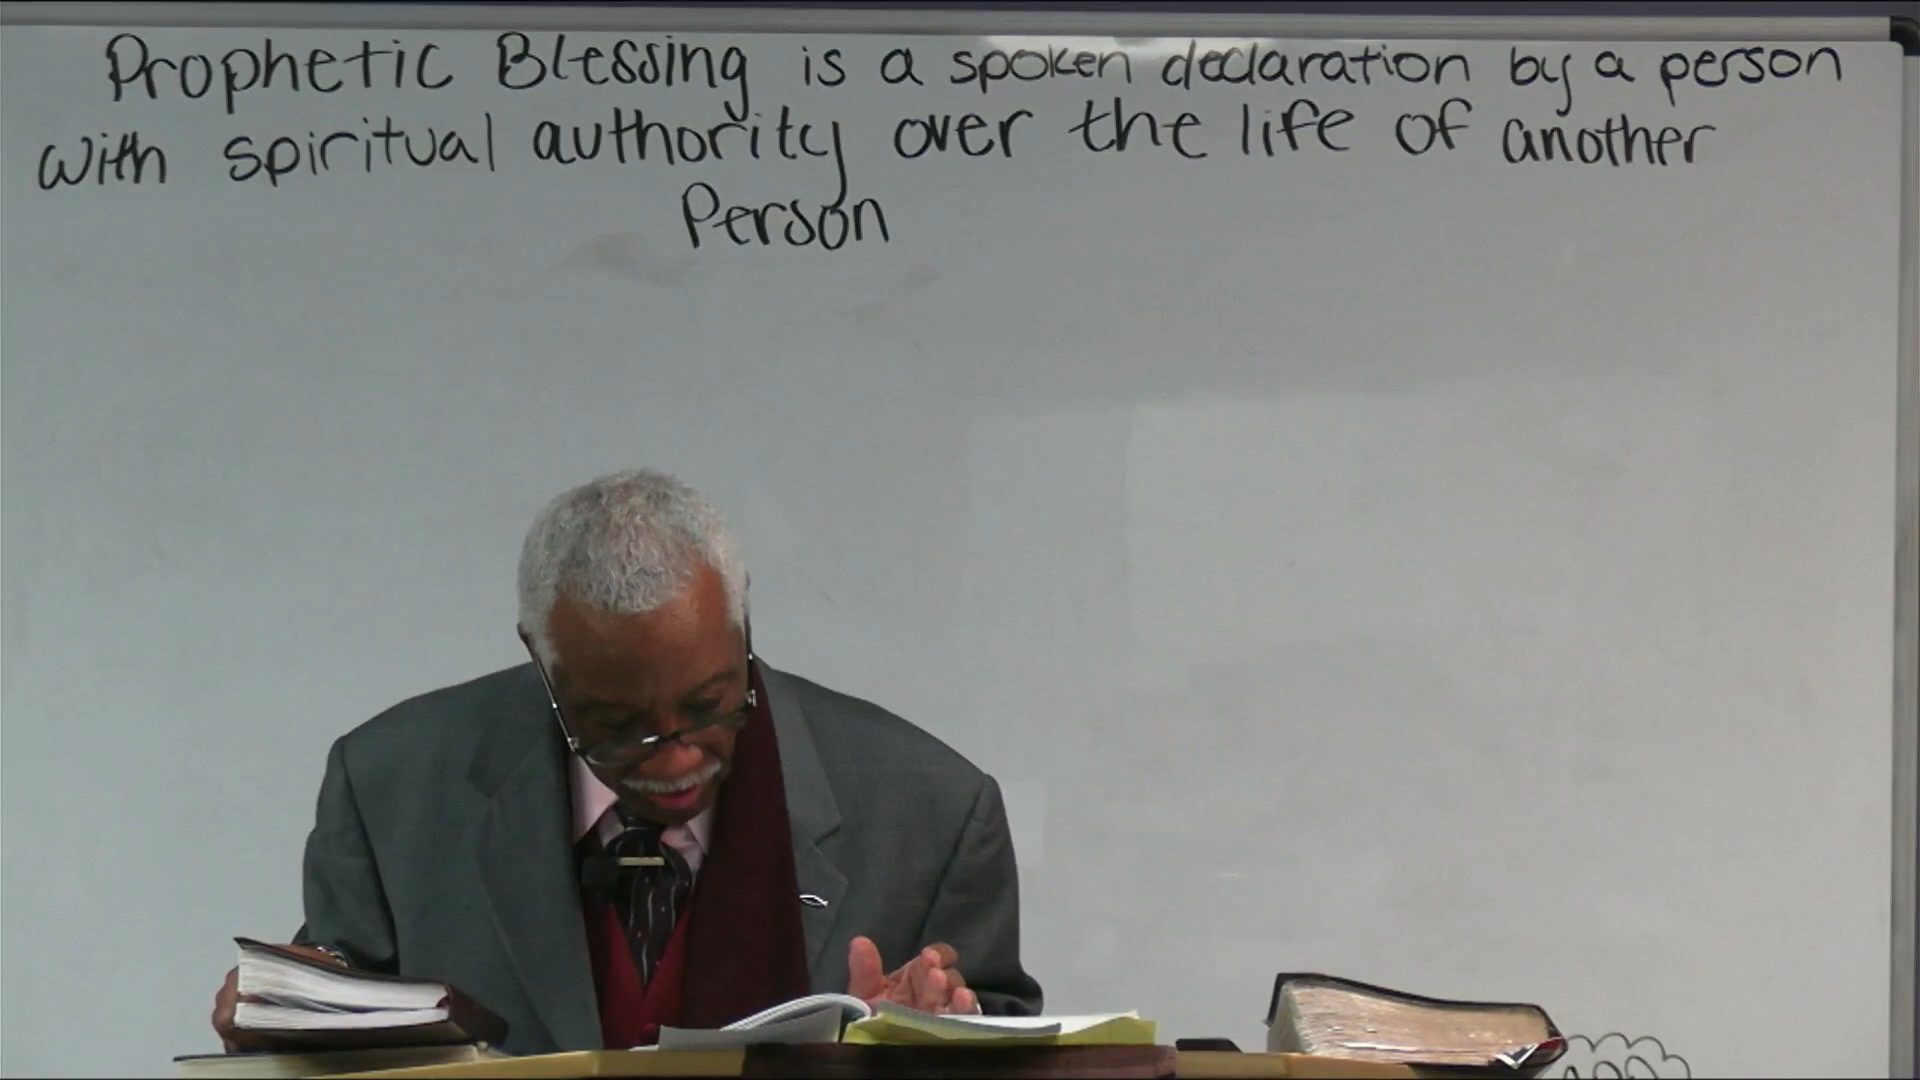 Prophetic Blessing is a spoken declaration by a person
with spiritual authority over the life of another
Person